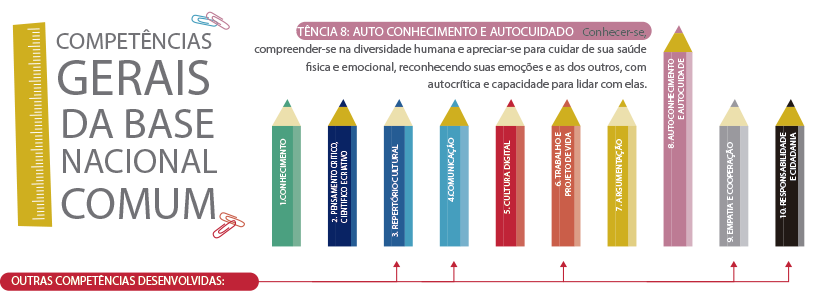 COMPETÊNCIAS
GERAIS
DA BASE
NACIONAL
COMUM
TÊNCIA 8: AUTO CONHECIMENTO E AUTOCUIDADO Conhecer-se,
compreender-se na diversidade humana e apreciar-se para cuidar de sua saúde
física e emocional, reconhecendo suas emoções e as dos outros, com
autocrítica e capacidade para lidar com elas.
1.CONHECIMENTO
2. PENSAMENTO CRÍTICO,
CIENTIFICO E CRIATIVO
3. REPERTÓRIO CULTURAL
4.COMUNICAÇÃO
5. CULTURA DIGITAL
6. TRABALHO E
PROJETO DE VIDA
7. ARGUMENTAÇÃO
8. AUTOCONHECIMENTO
E AUTOCUIDADE
9. EMPATIA E COOPERAÇÃO
10. RESPONSABILIDADE
E CIDADANIA
OUTRAS COMPETÊNCIAS DESENVOLVIDAS: